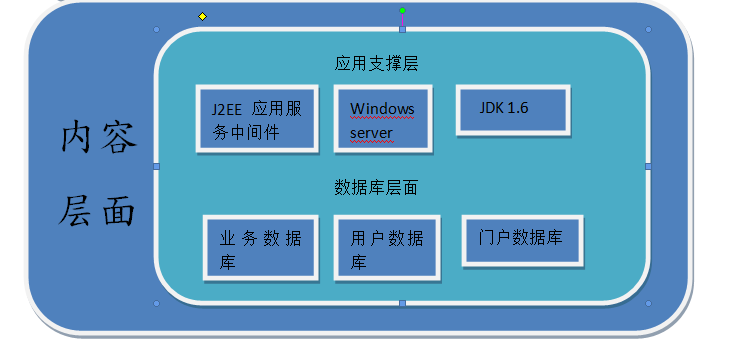 内容
层面
应用支撑层
J2EE 应用服
务中间件
Windows
server
JDK 1.6
数据库层面
业务数据
库
用户数据
库
门户数据库